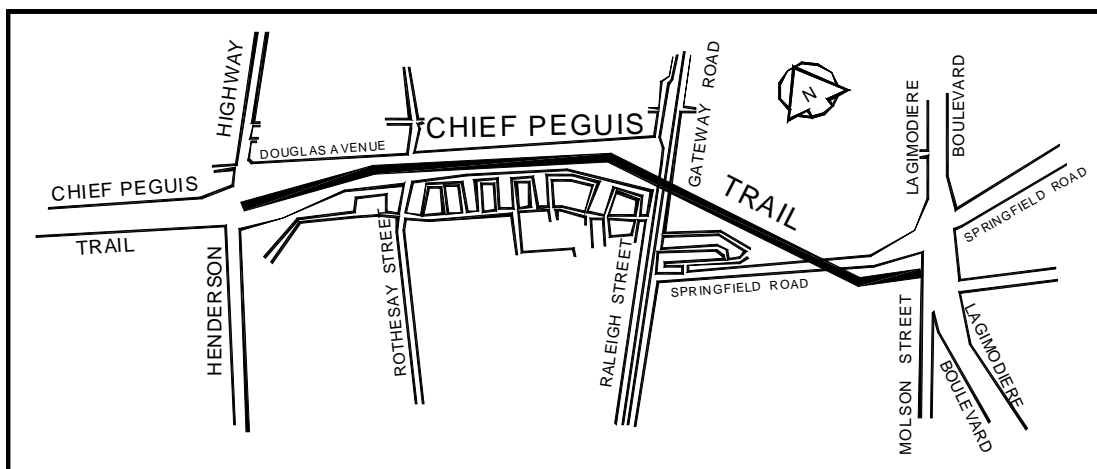 HIGHWAY
DOUGLAS AVENUE
CHIEF PEGUIS
GATEWAY ROAD
N
LAGIMODIERE
BOULEVARD
CHIEF PEGUIS
TRAIL
TRAIL
SPRINGFIELD ROAD
HENDERSON
ROTHESAY STREET
RALEIGH STREET
SPRINGFIELD ROAD
MOLSON STREET
LAGIMODIERE
BOULEVARD